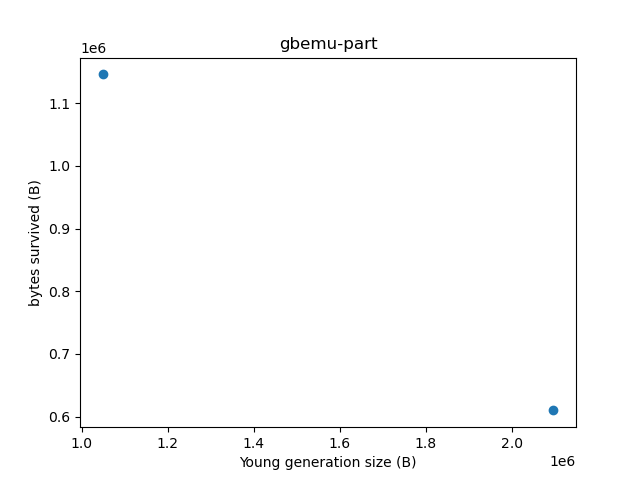 gbemu-part
1e6
1.1
1.0
0.9
0.8
0.7
0.6
bytes survived (B)
1.0 1.2 1.4 1.6 1.8 2.0
Young generation size (B)
1e6